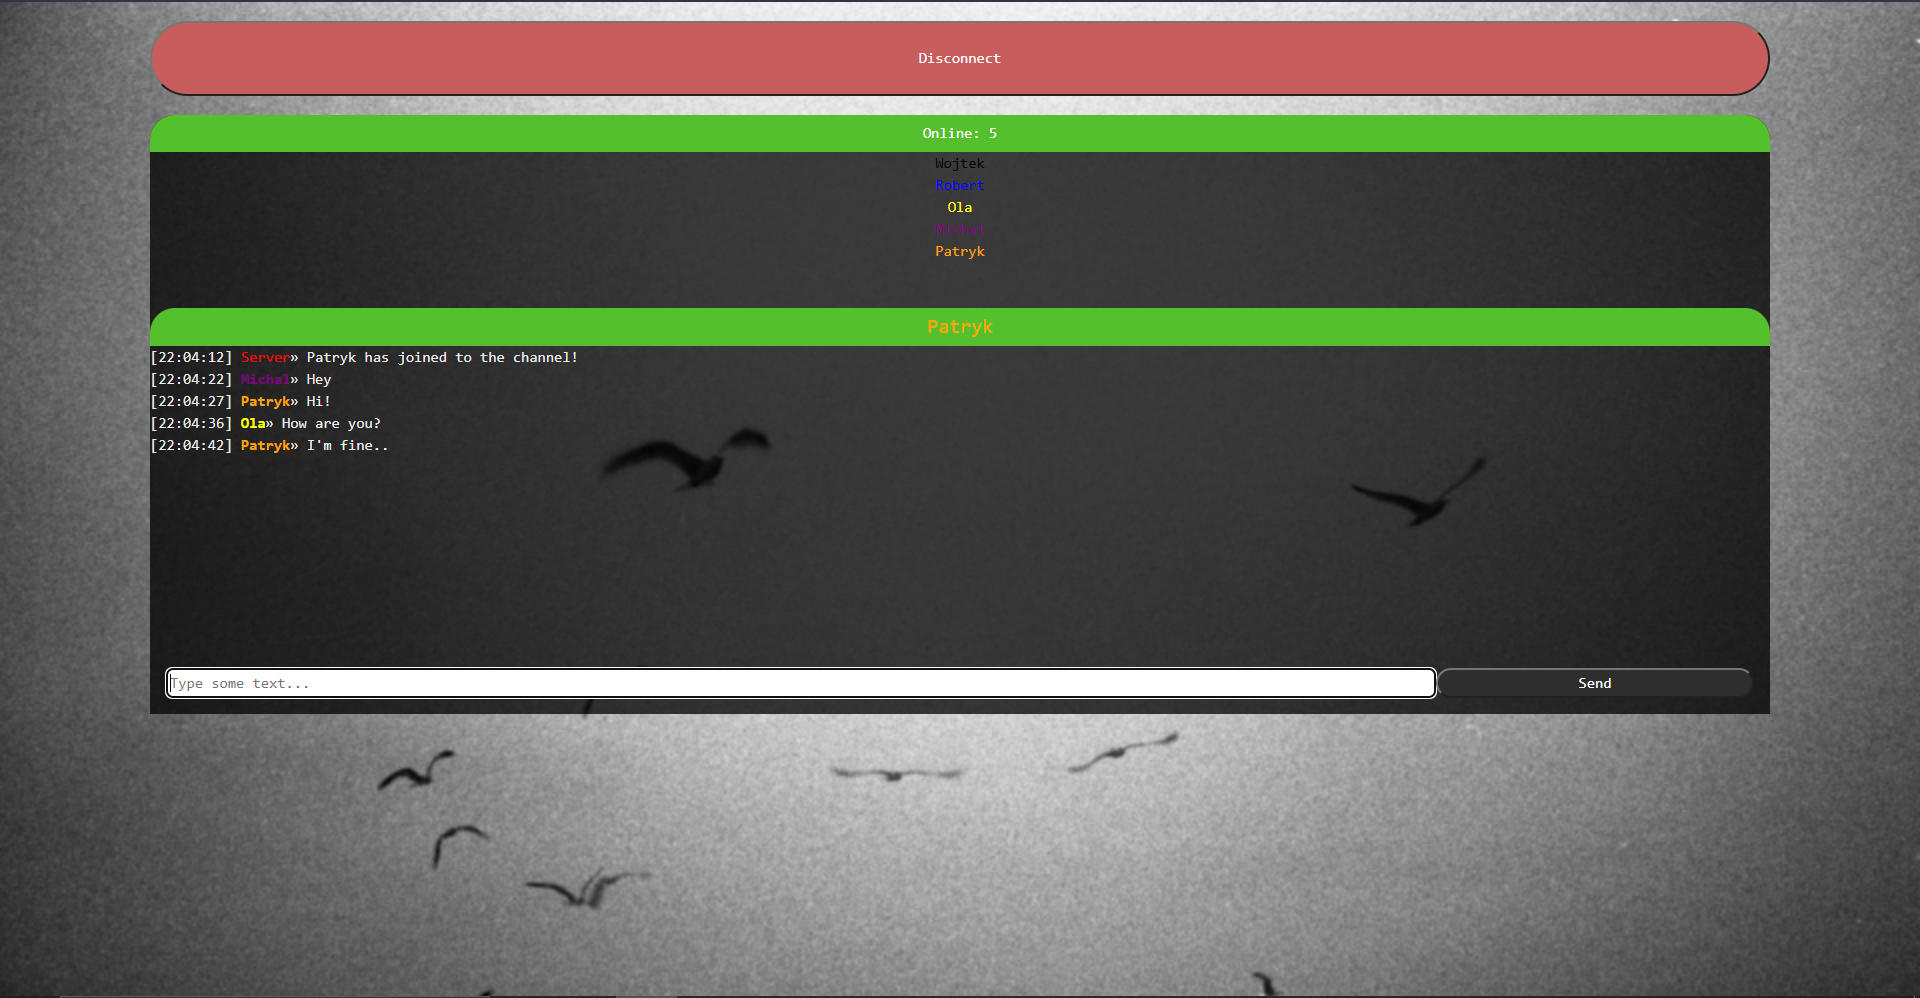 Disconnect
Online: 5
Wojtek
Robert
Ola
Michal
Patryk
Patryk
[22:04:12] Server» Patryk has joined to the channel!
[22:04:22] Michal» Hey
[22:04:27] Patryk» Hi!
[22:04:36] Ola» How are you?
[22:04:42] Patryk» I'm fine..
Type some text...
Send